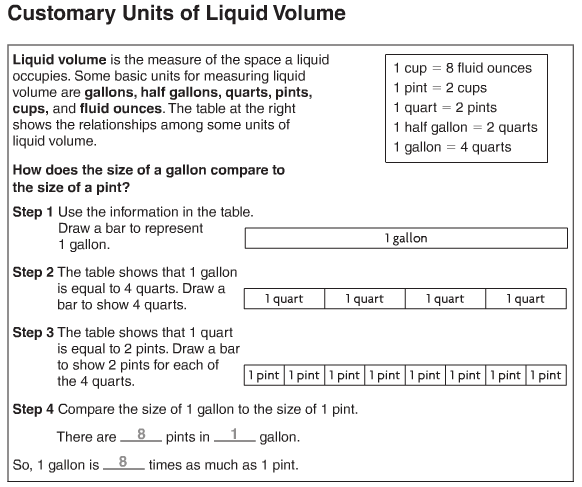 Customary Units of Liquid Volume
Liquid volume is the measure of the space a liquid
occupies. Some basic units for measuring liquid
volume are gallons, half gallons, quarts, pints,
cups, and fluid ounces. The table at the right
shows the relationships among some units of
liquid volume.
1 cup = 8 fluid ounces
1 pint = 2 cups
1 quart = 2 pints
1 half gallon = 2 quarts
1 gallon = 4 quarts
How does the size of a gallon compare to
the size of a pint?
Step 1 Use the information in the table.
Draw a bar to represent
1 gallon.
1 gallon
Step 2 The table shows that 1 gallon
is equal to 4 quarts. Draw a
bar to show 4 quarts.
1 quart 1 quart 1 quart 1 quart
Step 3 The table shows that 1 quart
is equal to 2 pints. Draw a bar
to show 2 pints for each of
the 4 quarts.
1 pint 1 pint 1 pint 1 pint 1 pint 1 pint 1 pint 1 pint
Step 4 Compare the size of 1 gallon to the size of 1 pint.
There are 8 pints in 1 gallon.
So, 1 gallon is 8 times as much as 1 pint.